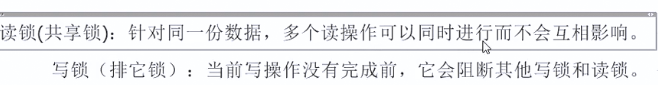 读锁(共享锁)：针对同一份数据，多个读操作可以同时进行而不会互相影响。
写锁（排它锁）：当前写操作没有完成前，它会阻断其他写锁和读锁。